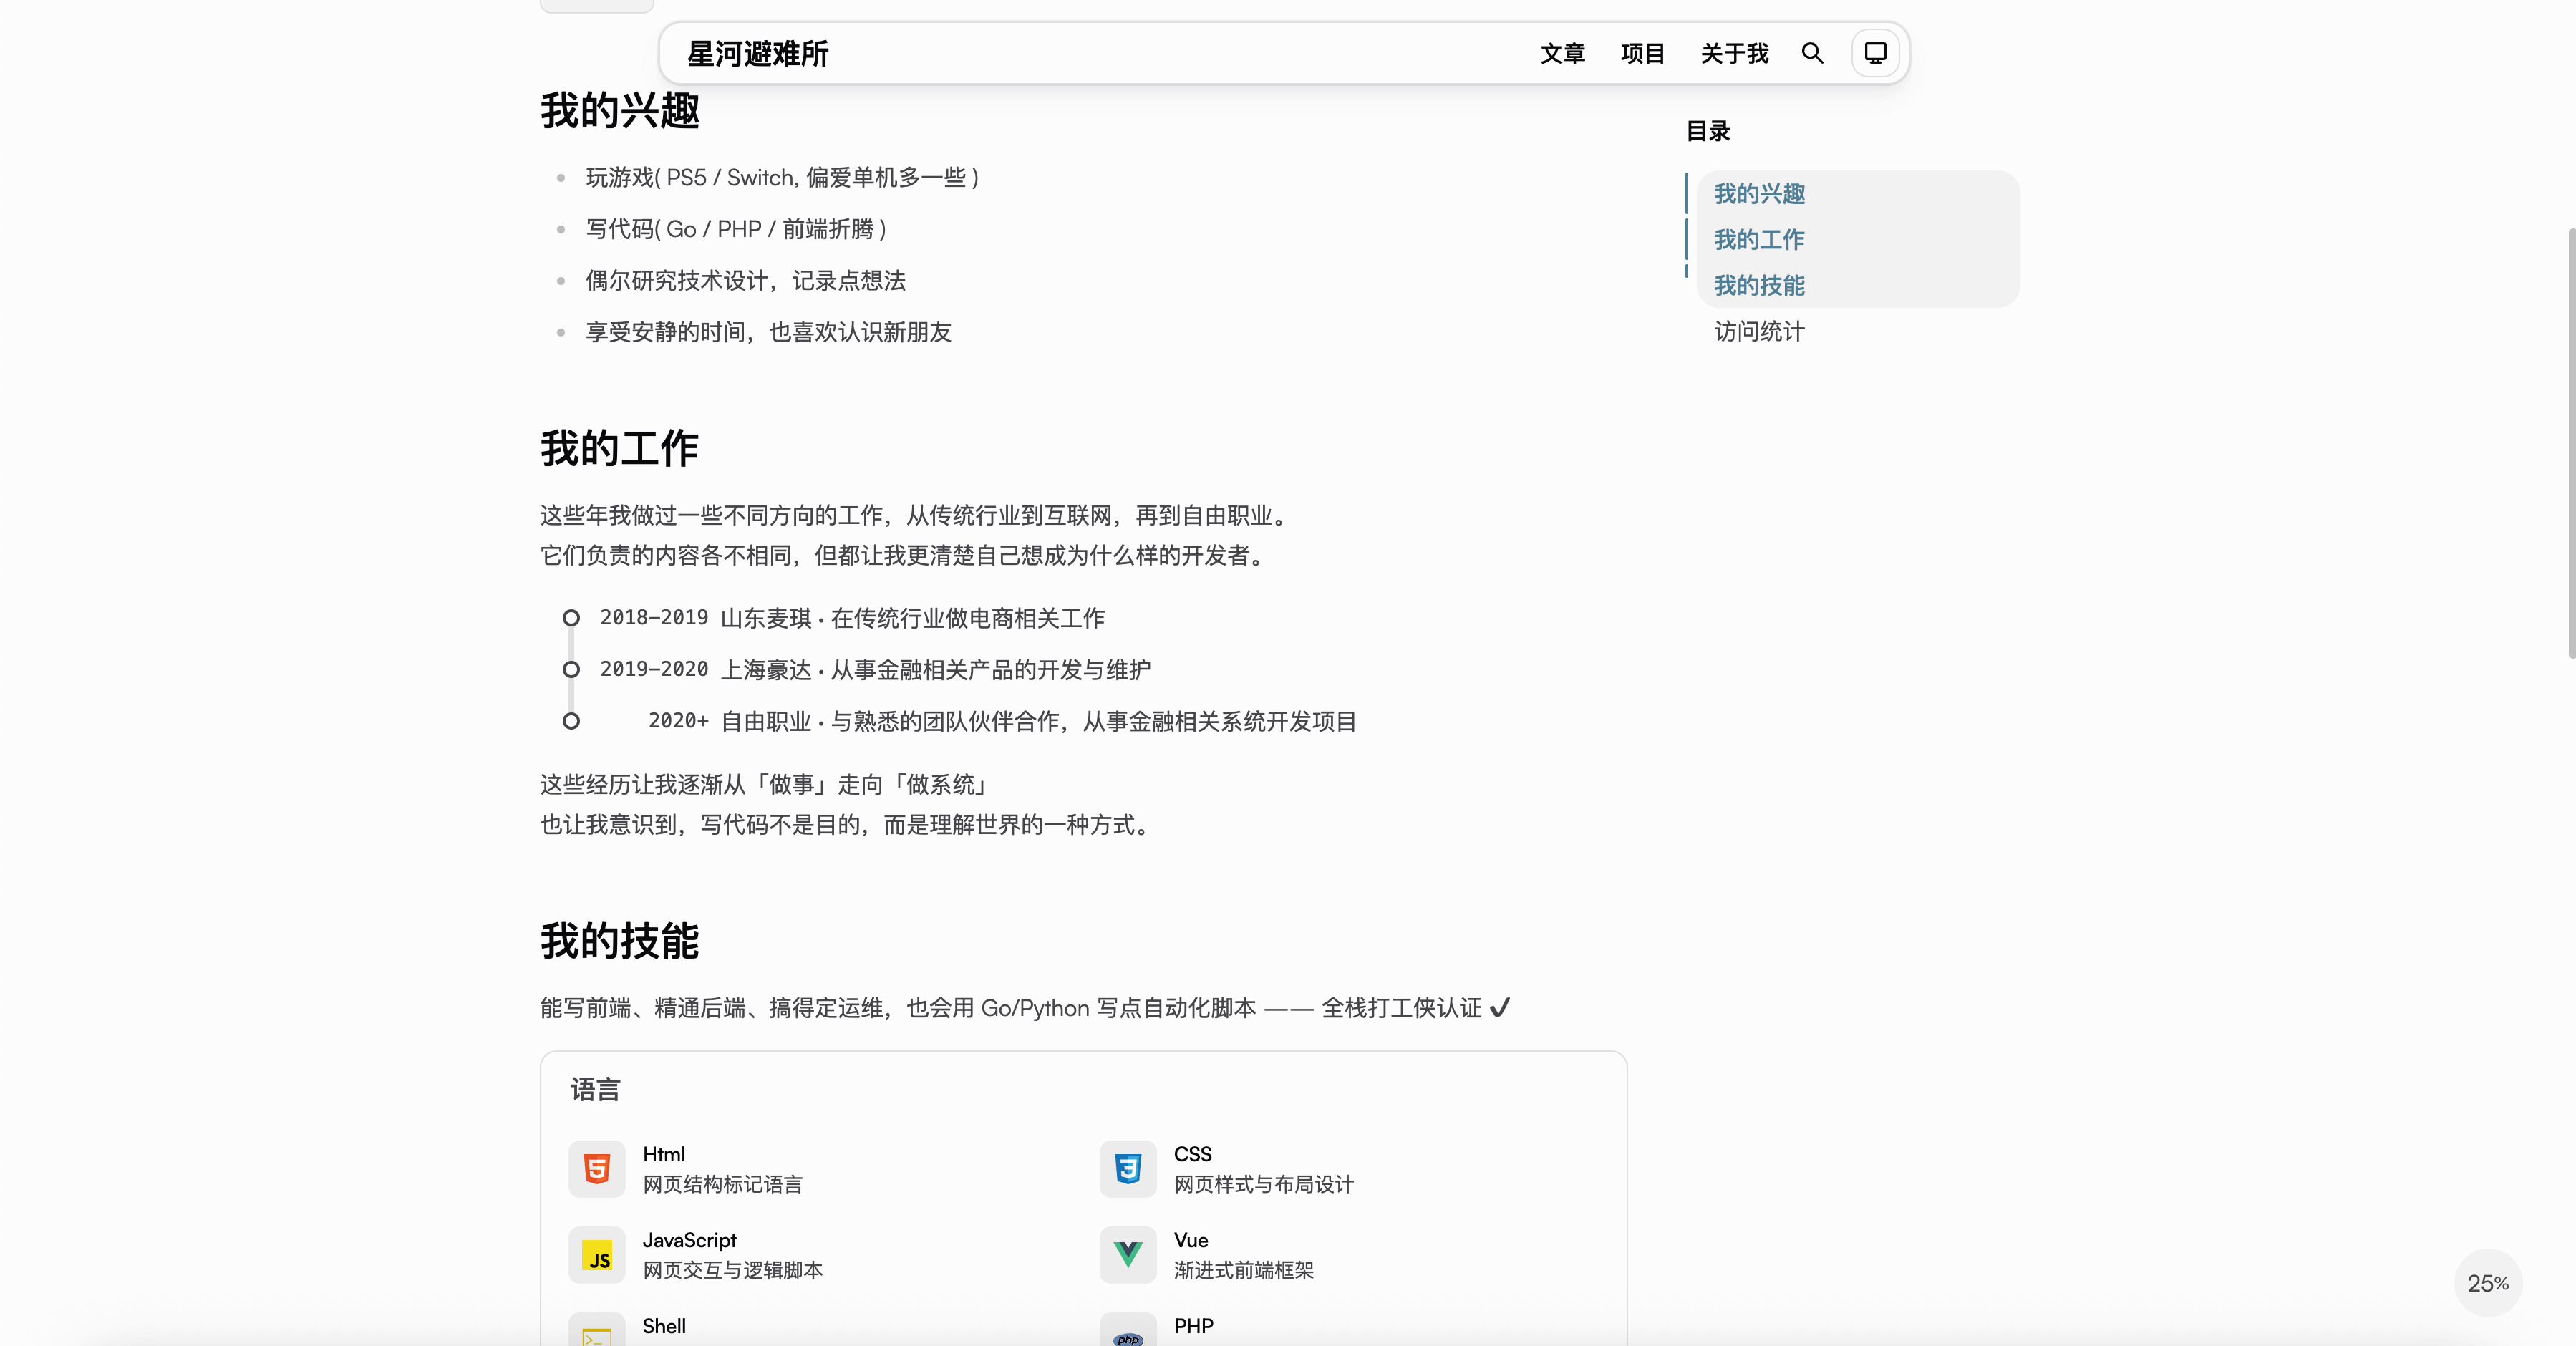 星河避难所
文章 项目 关于我
我的兴趣
玩游戏( PS5 / Switch, 偏爱单机多一些 )
写代码( Go / PHP / 前端折腾 )
偶尔研究技术设计，记录点想法
享受安静的时间，也喜欢认识新朋友
我的工作
这些年我做过一些不同方向的工作，从传统行业到互联网，再到自由职业。
它们负责的内容各不相同，但都让我更清楚自己想成为什么样的开发者。
2018–2019 山东麦琪 • 在传统行业做电商相关工作
2019–2020 上海豪达 • 从事金融相关产品的开发与维护
2020+ 自由职业 • 与熟悉的团队伙伴合作，从事金融相关系统开发项目
这些经历让我逐渐从「做事」走向「做系统」
也让我意识到，写代码不是目的，而是理解世界的一种方式。
我的技能
能写前端、精通后端、搞得定运维，也会用 Go/Python 写点自动化脚本 —— 全栈打工侠认证 ✔
语言
Html
网页结构标记语言
CSS
网页样式与布局设计
JS
JavaScript
网页交互与逻辑脚本
Vue
渐进式前端框架
Shell
php
PHP
目录
我的兴趣
我的工作
我的技能
访问统计
25%